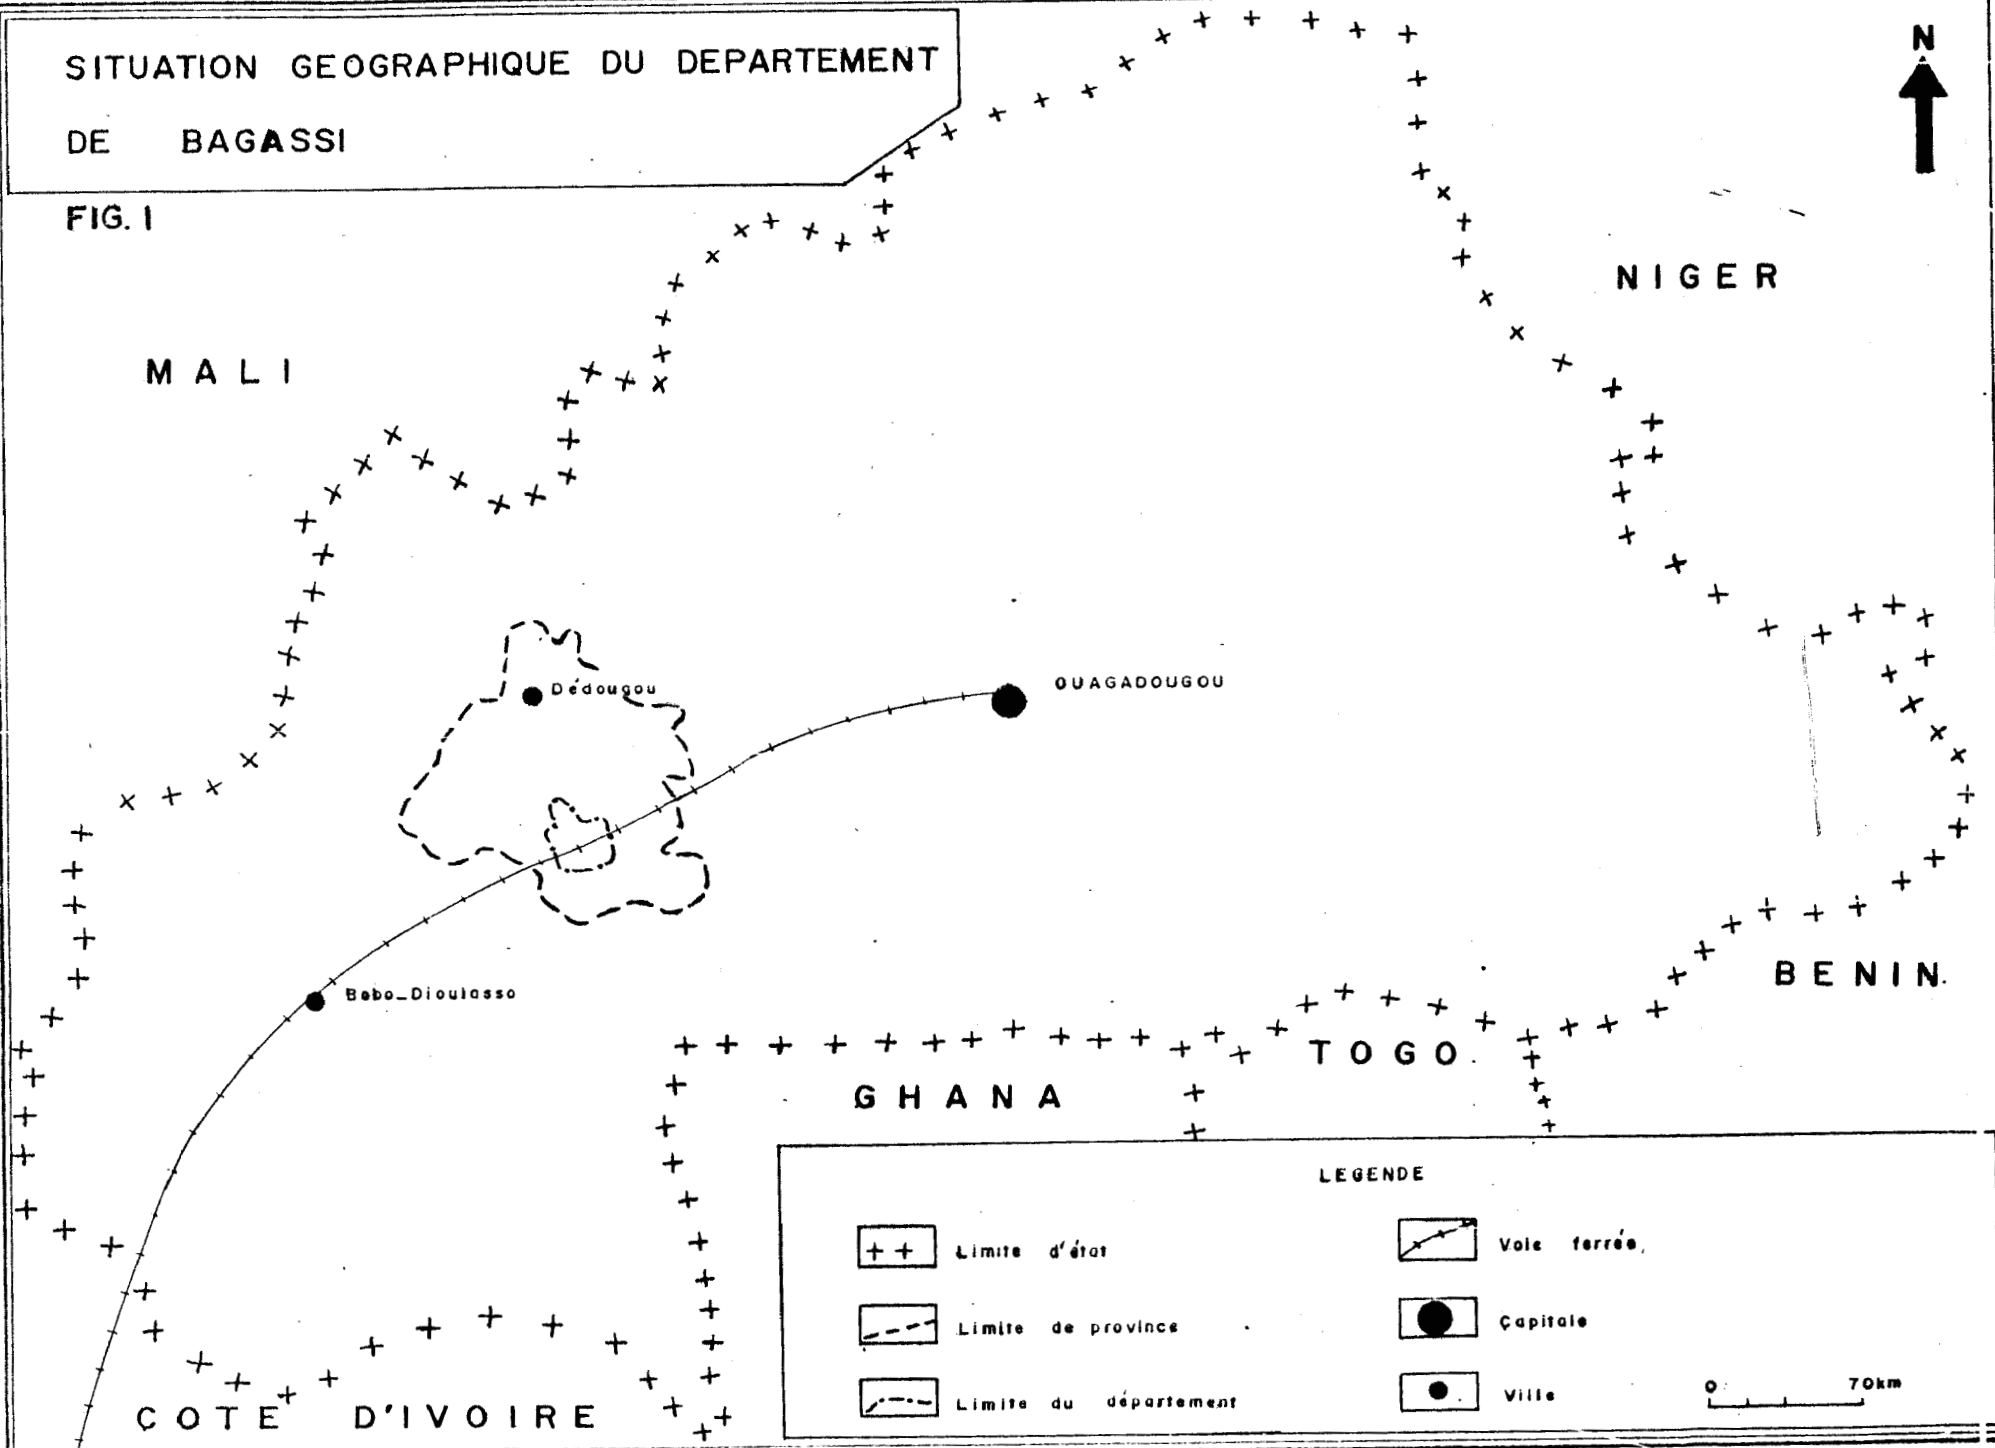 SITUATION GEOGRAPHIQUE DU DEPARTEMENT
DE BAGASSI
FIG. 1
N
NIGER
MALI
Dédougou
OUAGADOUGOU
Bobo_Dioulasso
BENIN.
TOGO.
GHANA
COTE D'IVOIRE
LEGENDE
Limite d'état
Voie ferrée,
Limite de province
Capitale
Limite du département
Ville
0 70km